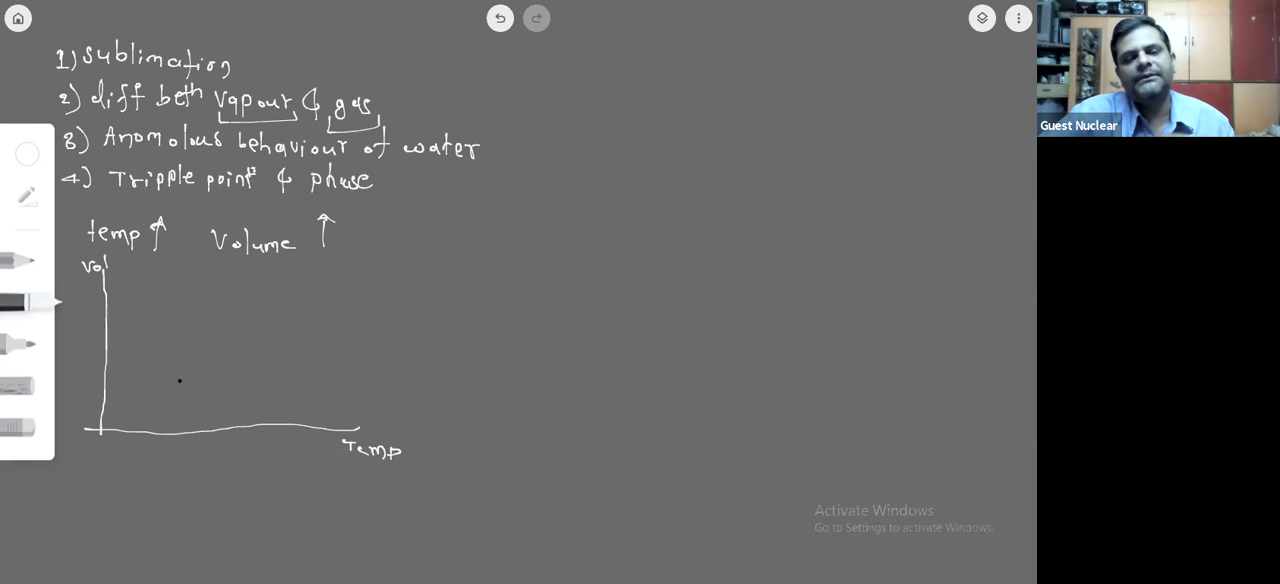 1) Sublimation
2) diff beth Vapour & gas
3) Anomolous behaviour of water
4) Tripple point & phase
temp ↑ Volume ↑
Vol
Temp
Guest Nuclear
Activate Windows
Go to Settings to activate Windows.